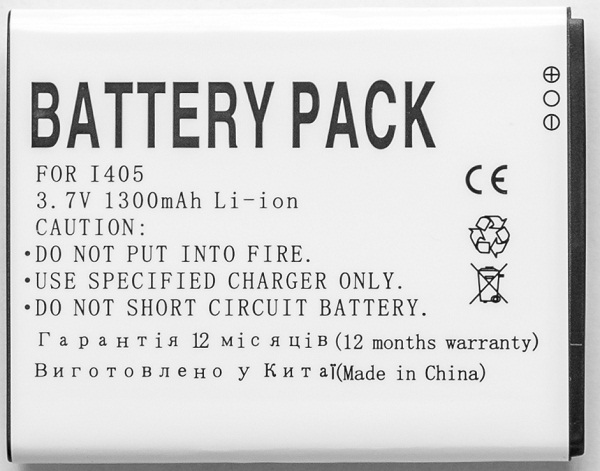 BATTERY PACK
FOR I405
3.7V 1300mAh Li-ion
CAUTION:
·DO NOT PUT INTO FIRE.
·USE SPECIFIED CHARGER ONLY.
·DO NOT SHORT CIRCUIT BATTERY.
Гарантія 12 місяців (12 months warranty)
Виготовлено у Китаї(Made in China)
CE